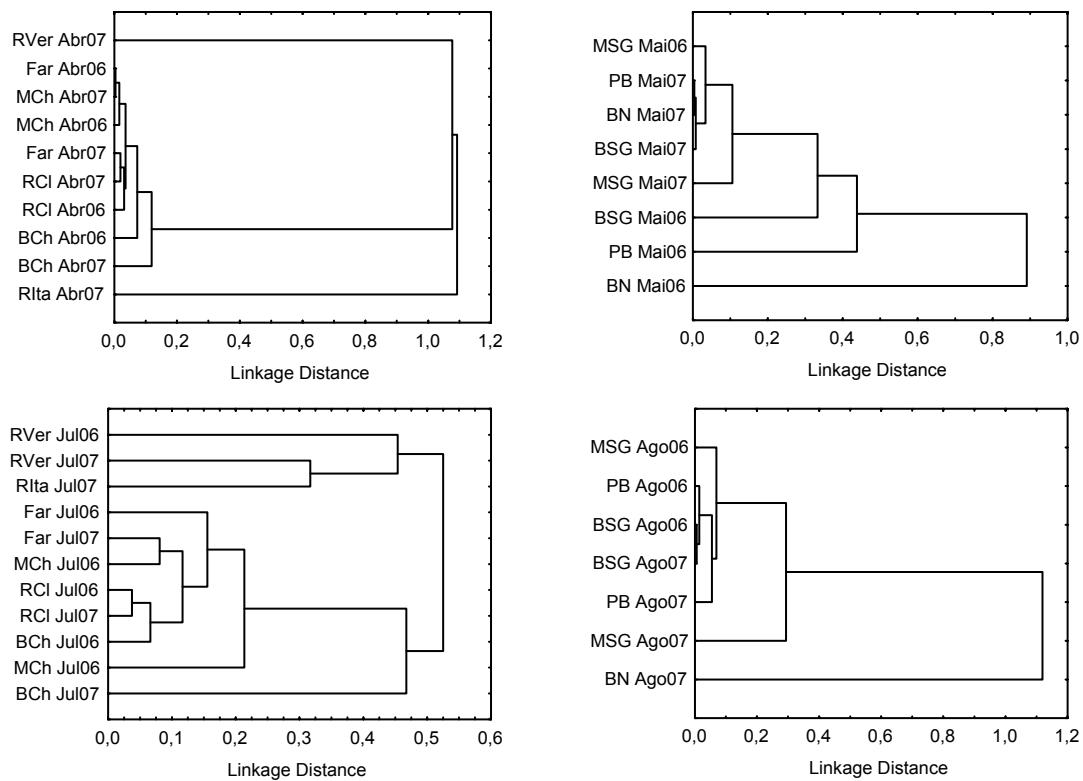 RVer Abr07
Far Abr06
MCh Abr07
MCh Abr06
Far Abr07
RCl Abr07
RCl Abr06
BCh Abr06
BCh Abr07
RIta Abr07
0,0 0,2 0,4 0,6 0,8 1,0 1,2
Linkage Distance
MSG Mai06
PB Mai07
BN Mai07
BSG Mai07
MSG Mai07
BSG Mai06
PB Mai06
BN Mai06
0,0 0,2 0,4 0,6 0,8 1,0
Linkage Distance
RVer Jul06
RVer Jul07
RIta Jul07
Far Jul06
Far Jul07
MCh Jul06
RCl Jul06
RCl Jul07
BCh Jul06
MCh Jul06
BCh Jul07
0,0 0,1 0,2 0,3 0,4 0,5 0,6
Linkage Distance
MSG Ago06
PB Ago06
BSG Ago06
BSG Ago07
PB Ago07
MSG Ago07
BN Ago07
0,0 0,2 0,4 0,6 0,8 1,0 1,2
Linkage Distance